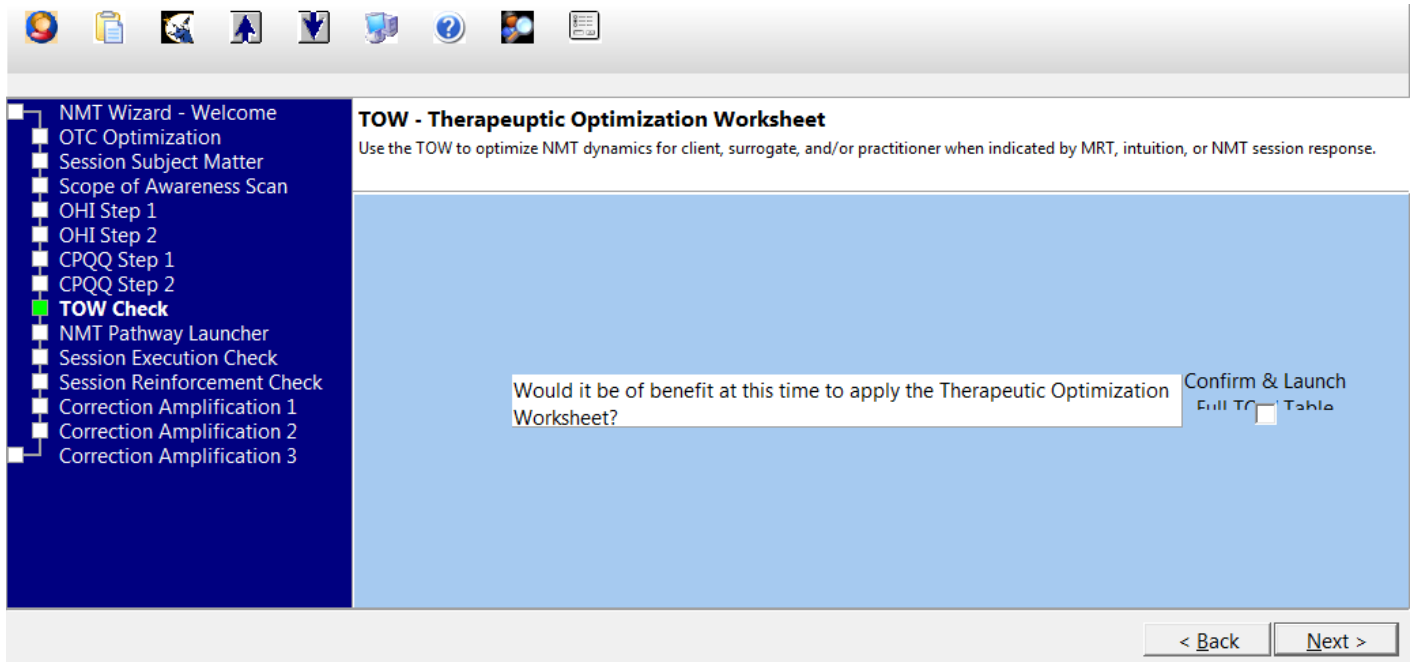 NMT Wizard - Welcome
OTC Optimization
Session Subject Matter
Scope of Awareness Scan
OHI Step 1
OHI Step 2
CPQQ Step 1
CPQQ Step 2
TOW Check
NMT Pathway Launcher
Session Execution Check
Session Reinforcement Check
Correction Amplification 1
Correction Amplification 2
Correction Amplification 3
TOW - Therapeuptic Optimization Worksheet
Use the TOW to optimize NMT dynamics for client, surrogate, and/or practitioner when indicated by MRT, intuition, or NMT session response.
Would it be of benefit at this time to apply the Therapeutic Optimization
Worksheet?
Confirm & Launch
Full Table
< Back
Next >